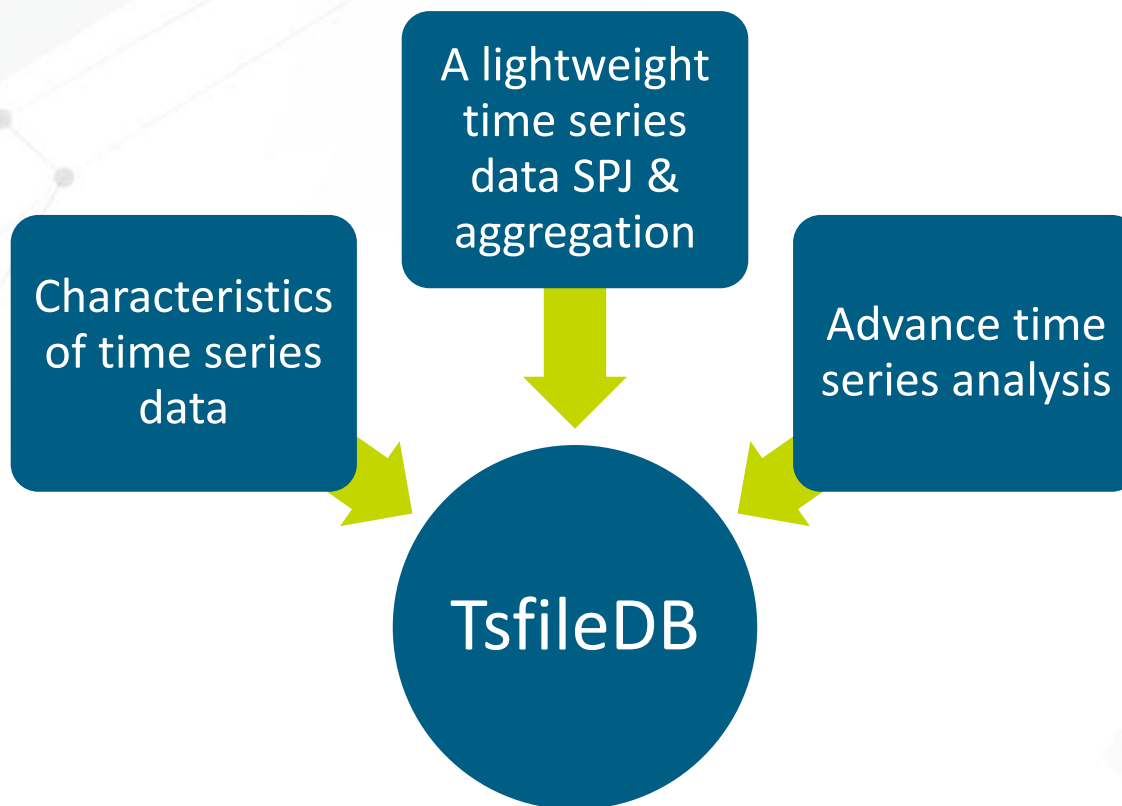 A lightweight
time series
data SPJ &
aggregation
Characteristics
of time series
data
Advance time
series analysis
TsfileDB